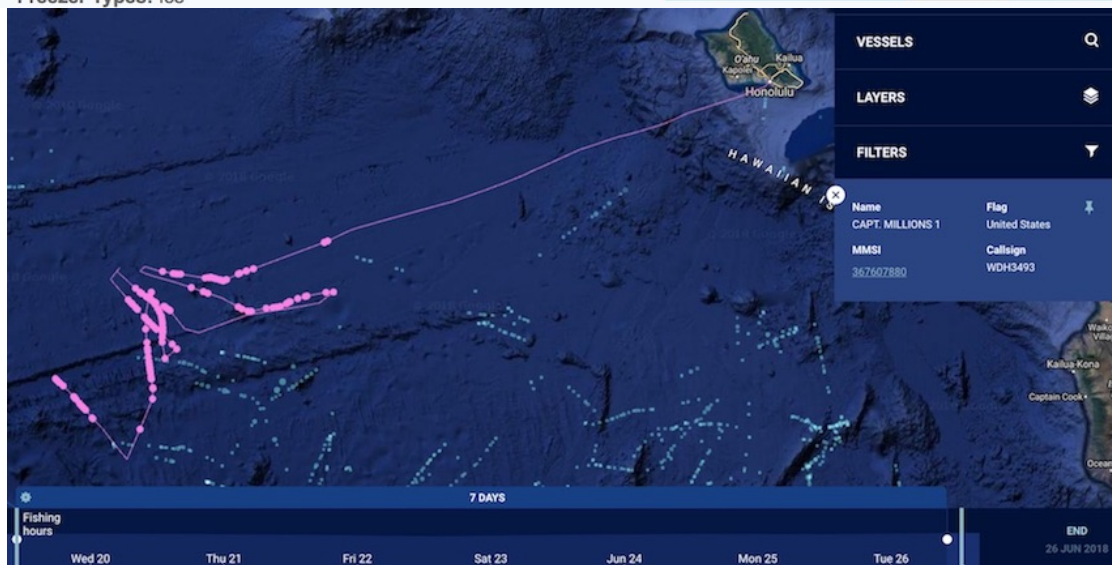 VESSELS
LAYERS
FILTERS
Name
CAPT. MILLIONS 1
Flag
United States
MMSI
367607880
Callsign
WDH3493
O'ahu
Kailua
Kapolei
Honolulu
HAWAIIAN IS
Kailua-Kona
Captain Cook
7 DAYS
Fishing
hours
Wed 20
Thu 21
Fri 22
Sat 23
Jun 24
Mon 25
Tue 26
END
26 JUN 2018